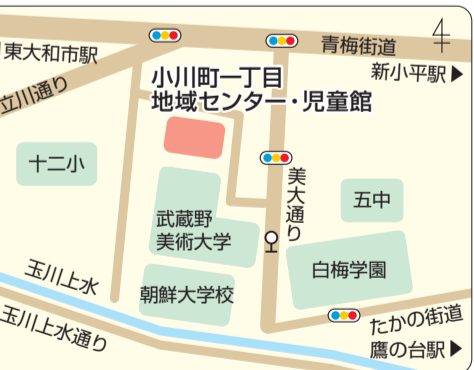 東大和市駅
青梅街道
新小平駅▶
立川通り
小川町一丁目
地域センター・児童館
十二小
美大通り
五中
武蔵野
美術大学
白梅学園
玉川上水
朝鮮大学校
玉川上水通り
たかの街道
鷹の台駅▶